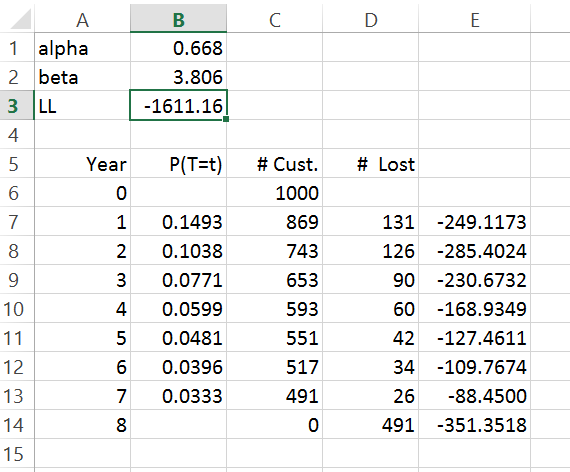 A B C D E
1 alpha 0.668
2 beta 3.806
3 LL -1611.16
4
5 Year P(T=t) # Cust. # Lost
6 0 1000
7 1 0.1493 869 131 -249.1173
8 2 0.1038 743 126 -285.4024
9 3 0.0771 653 90 -230.6732
10 4 0.0599 593 60 -168.9349
11 5 0.0481 551 42 -127.4611
12 6 0.0396 517 34 -109.7674
13 7 0.0333 491 26 -88.4500
14 8 0 491 -351.3518
15